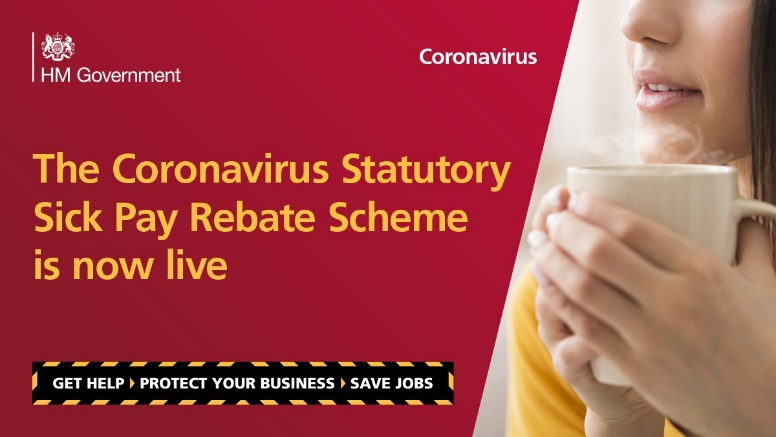 HM Government
Coronavirus
The Coronavirus Statutory
Sick Pay Rebate Scheme
is now live
GET HELP › PROTECT YOUR BUSINESS › SAVE JOBS